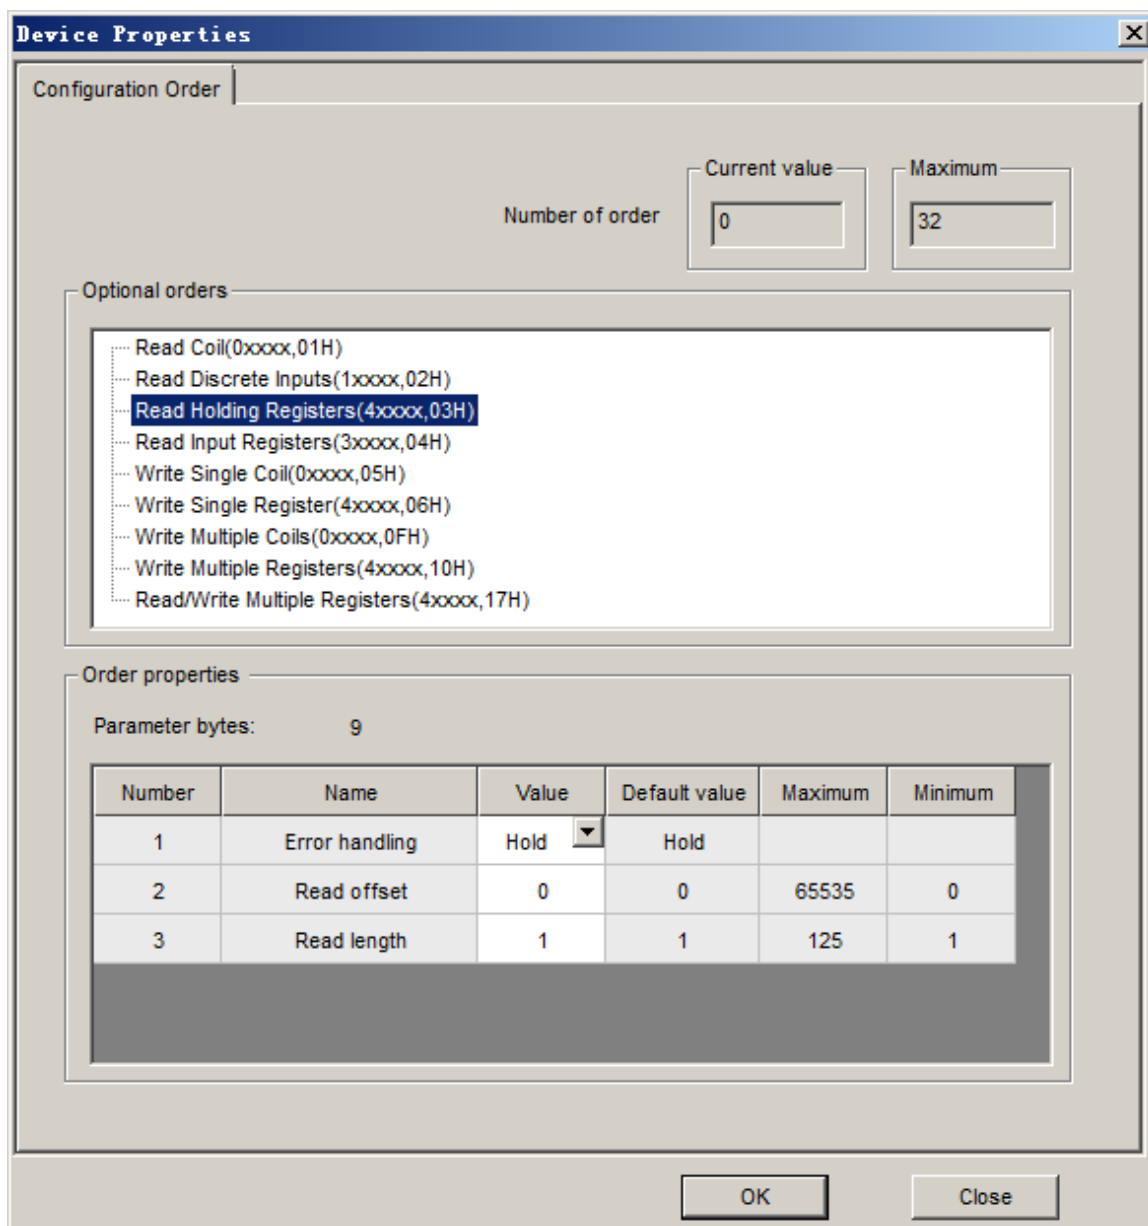 Device Properties
Configuration Order
Current value Maximum
Number of order 0 32
Optional orders
Read Coil(0xxxx,01H)
Read Discrete Inputs(1xxxx,02H)
Read Holding Registers(4xxxx,03H)
Read Input Registers(3xxxx,04H)
Write Single Coil(0xxxx,05H)
Write Single Register(4xxxx,06H)
Write Multiple Coils(0xxxx,0FH)
Write Multiple Registers(4xxxx,10H)
Read/Write Multiple Registers(4xxxx,17H)
Order properties
Parameter bytes: 9
Number Name Value Default value Maximum Minimum
1 Error handling Hold Hold
2 Read offset 0 0 65535 0
3 Read length 1 1 125 1
OK Close